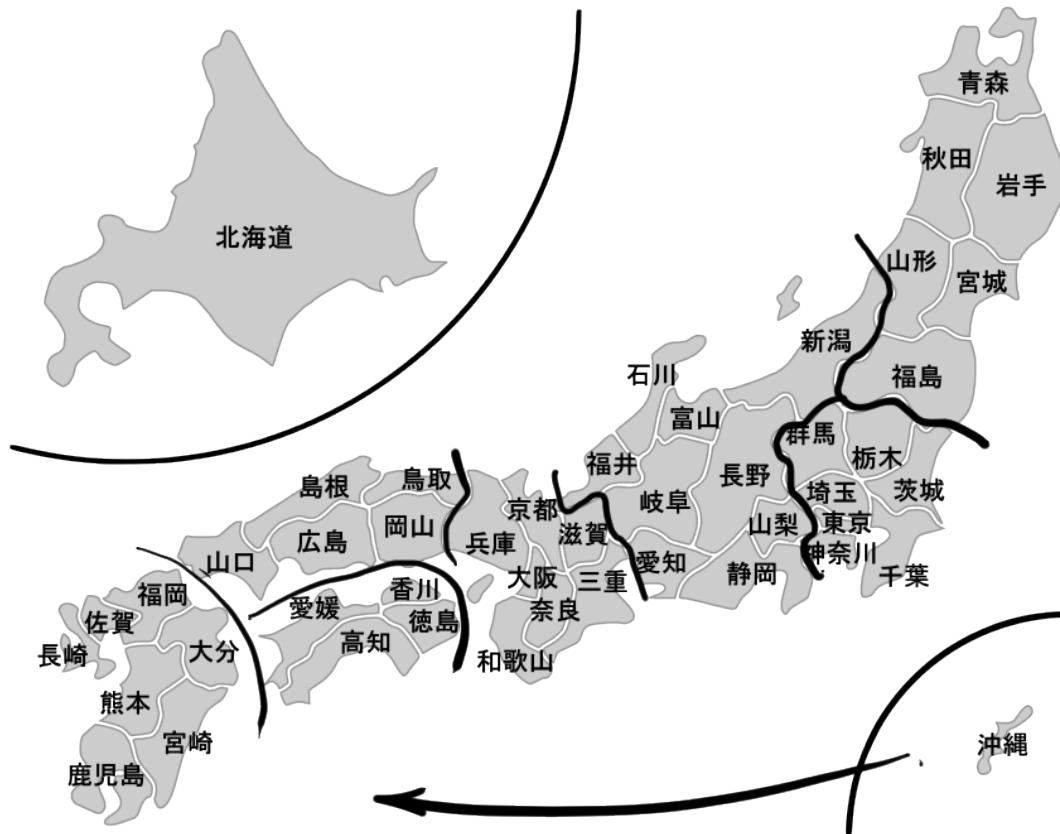 青森
秋田
岩手
北海道
山形
宮城
新潟
福島
石川
富山
群馬
栃木
福井
長野
茨城
鳥取
島根
岐阜
埼玉
京都
岡山
滋賀
山梨
東京
広島
兵庫
神奈川
山口
愛知
静岡
千葉
大阪
三重
香川
福岡
愛媛
奈良
徳島
佐賀
高知
大分
長崎
和歌山
熊本
宮崎
沖縄
鹿児島